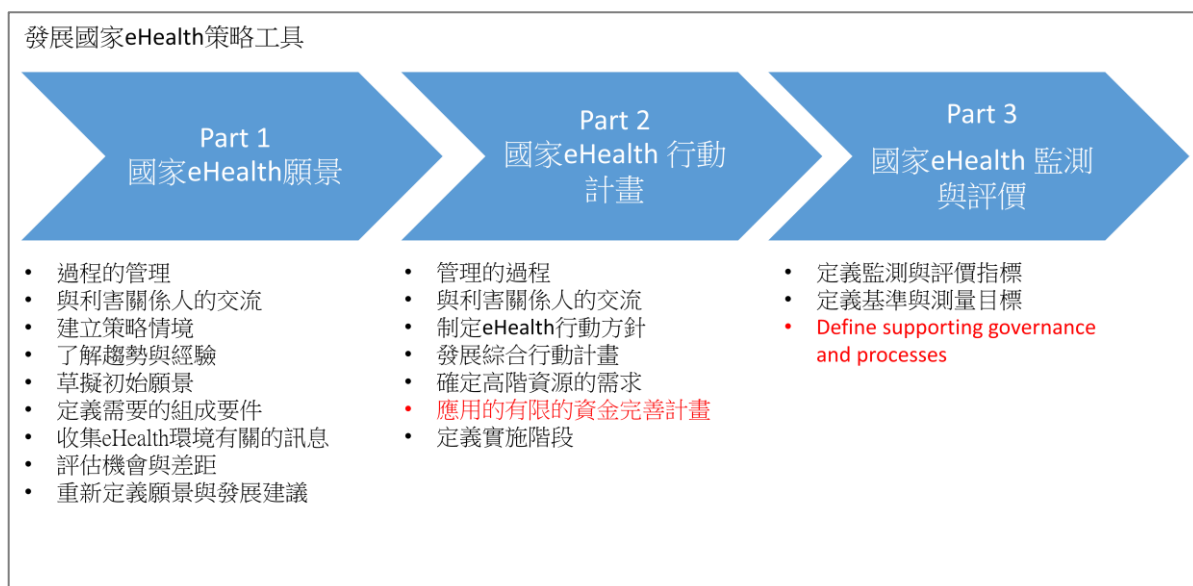 發展國家eHealth策略工具
Part 1
國家eHealth願景
Part 2
國家eHealth 行動
計畫
Part 3
國家eHealth 監測
與評價
• 過程的管理
• 與利害關係人的交流
• 建立策略情境
• 了解趨勢與經驗
• 草擬初始願景
• 定義需要的組成要件
• 收集eHealth環境有關的訊息
• 評估機會與差距
• 重新定義願景與發展建議
• 管理的過程
• 與利害關係人的交流
• 制定eHealth行動方針
• 發展綜合行動計畫
• 確定高階資源的需求
• 應用的有限的資金完善計畫
• 定義實施階段
• 定義監測與評價指標
• 定義基準與測量目標
• Define supporting governance
and processes